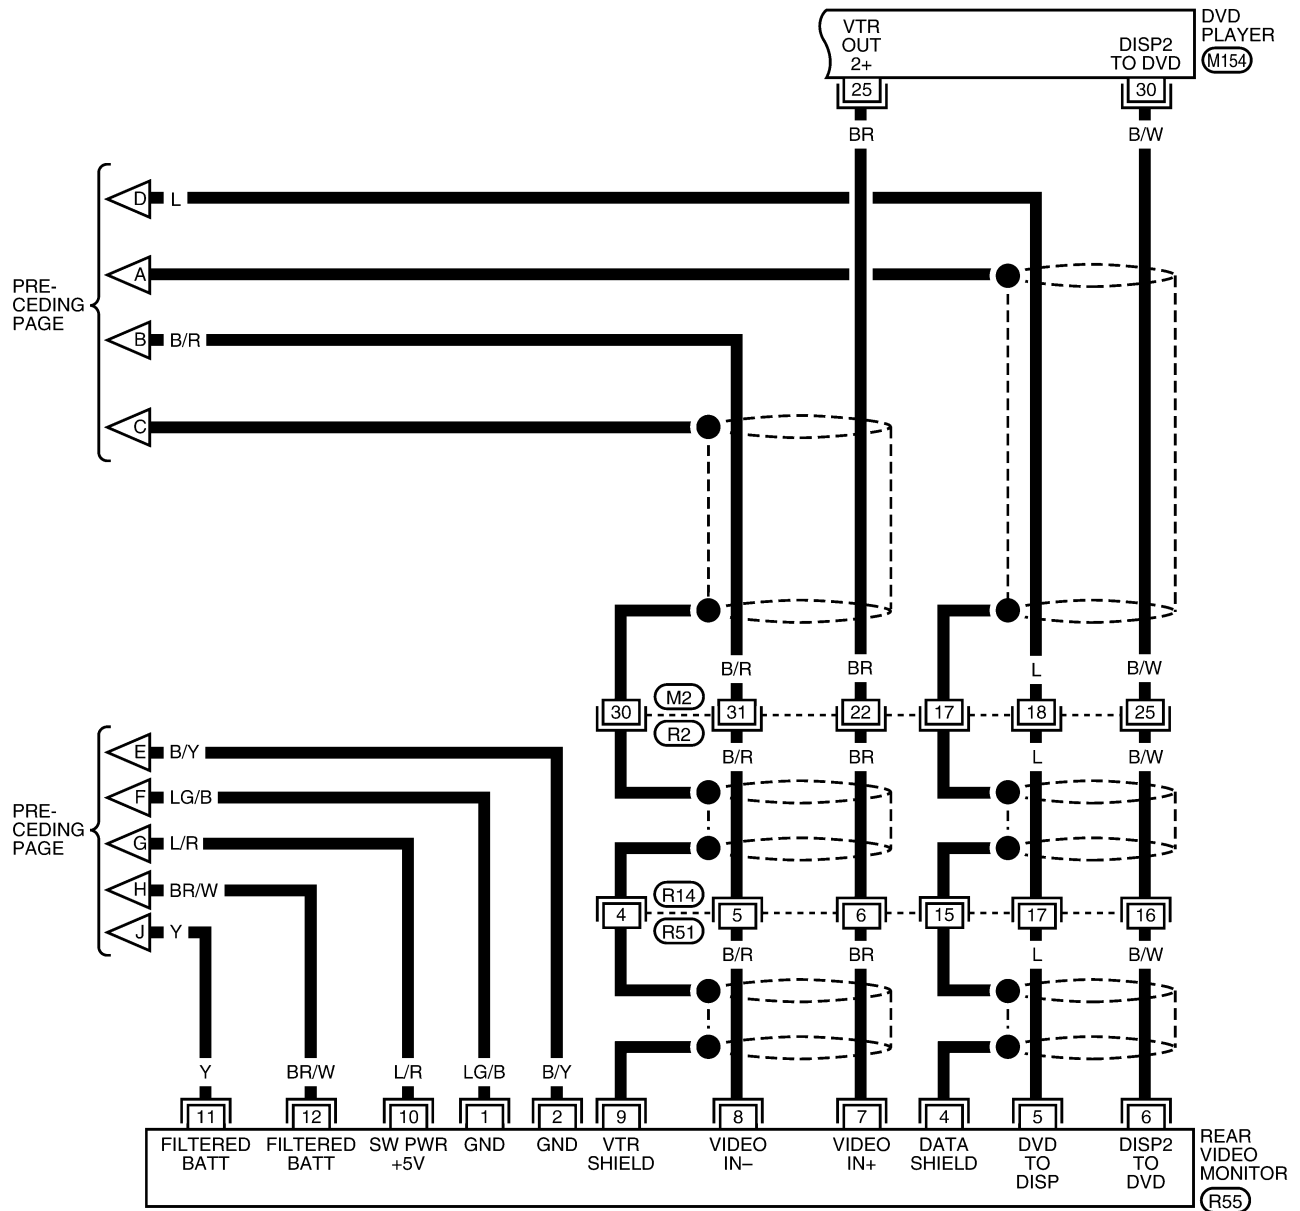 DVD
PLAYER
M154
VTR
OUT
2+
DISP2
TO DVD
25
30
BR
B/W
D
L
A
PRE-
CEDING
PAGE
B
B/R
C
B/R
BR
L
B/W
30
M2
31
22
17
18
25
R2
B/R
BR
L
B/W
E
B/Y
F
LG/B
PRE-
CEDING
PAGE
G
L/R
H
BR/W
J
Y
4
R14
5
6
15
17
16
R51
B/R
BR
L
B/W
Y
BR/W
L/R
LG/B
B/Y
11
12
10
1
2
9
8
7
4
5
6
FILTERED
BATT
FILTERED
BATT
SW PWR
+5V
GND
GND
VTR
SHIELD
VIDEO
IN–
VIDEO
IN+
DATA
SHIELD
DVD
TO
DISP
DISP2
TO
DVD
REAR
VIDEO
MONITOR
R55